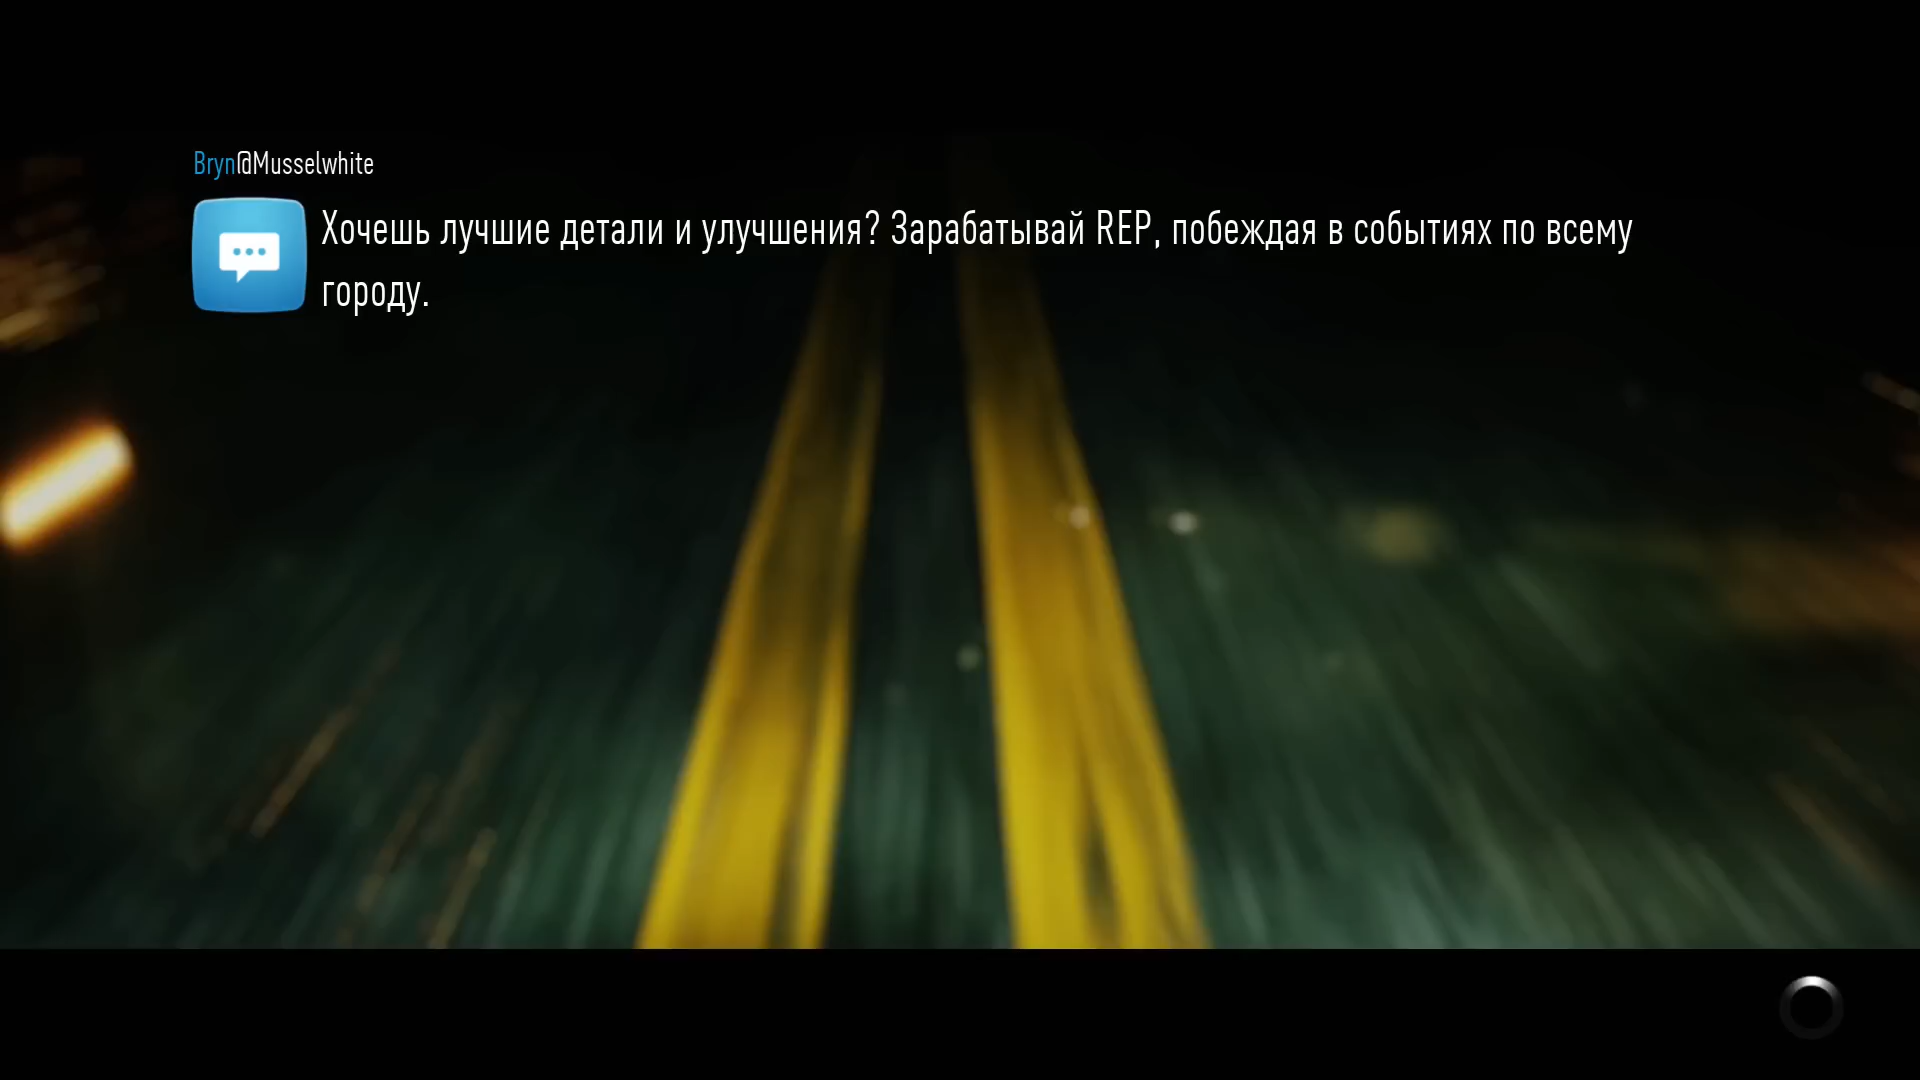 Bryn@Musselwhite
Хочешь лучшие детали и улучшения? Зарабатывай REP, побеждая в событиях по всему
городу.